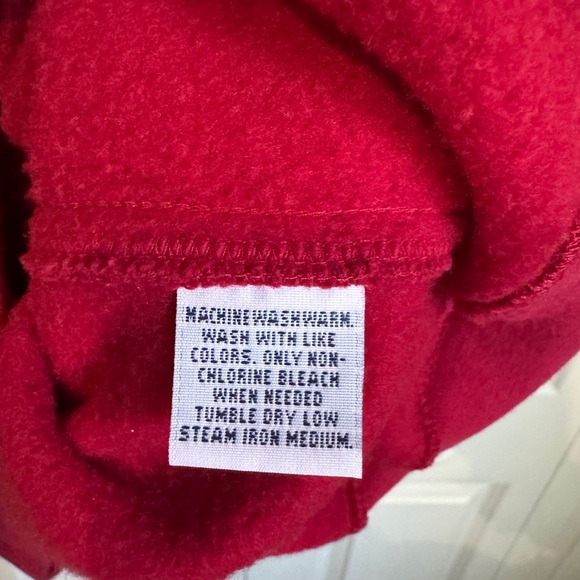 MACHINE WASH WARM.
WASH WITH LIKE
COLORS. ONLY NON-
CHLORINE BLEACH
WHEN NEEDED
TUMBLE DRY LOW
STEAM IRON MEDIUM.